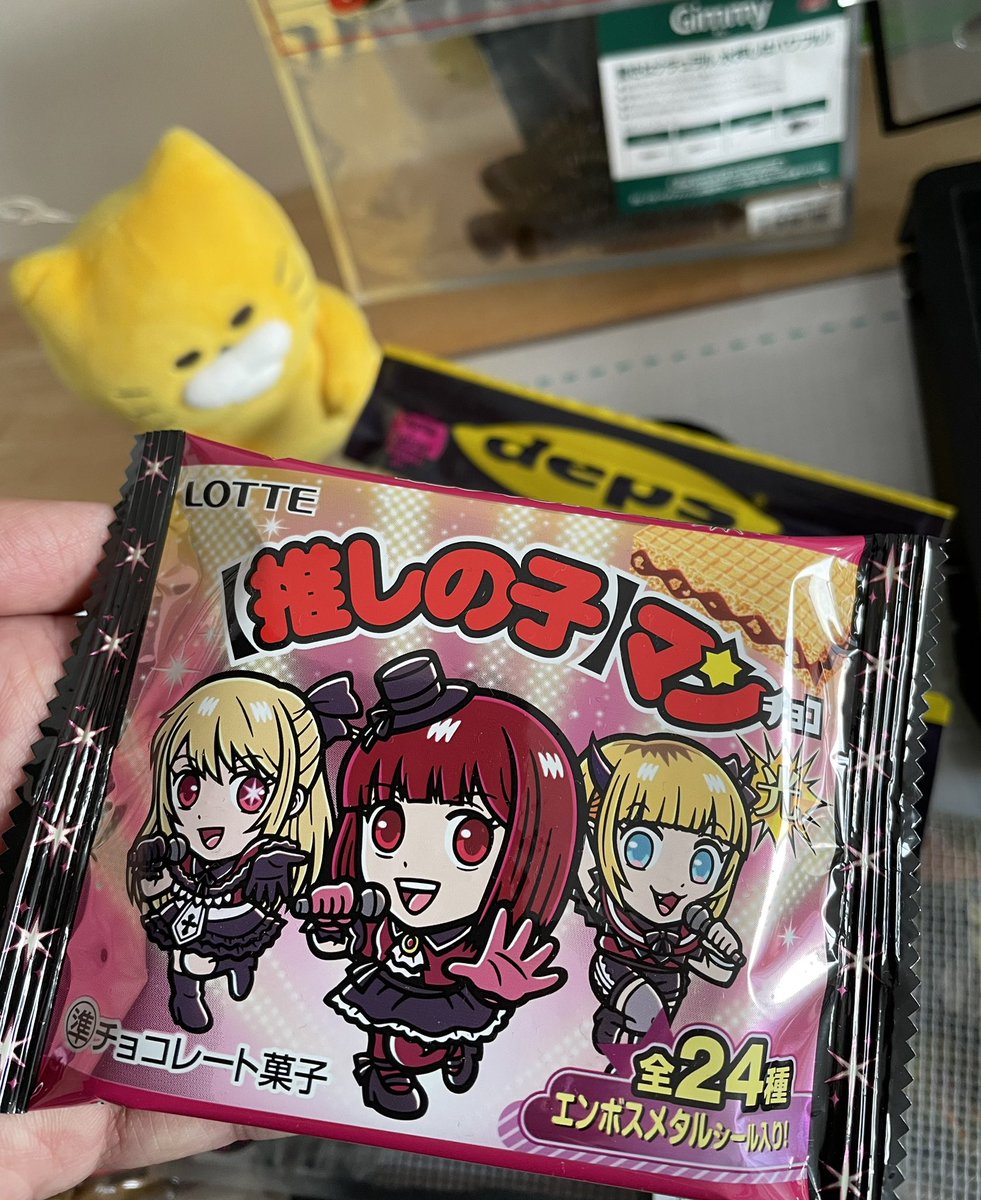 Gimmy
deps
LOTTE
【推しの子】マン
チョコ
準チョコレート菓子
全24種
エンボスメタルシール入り!